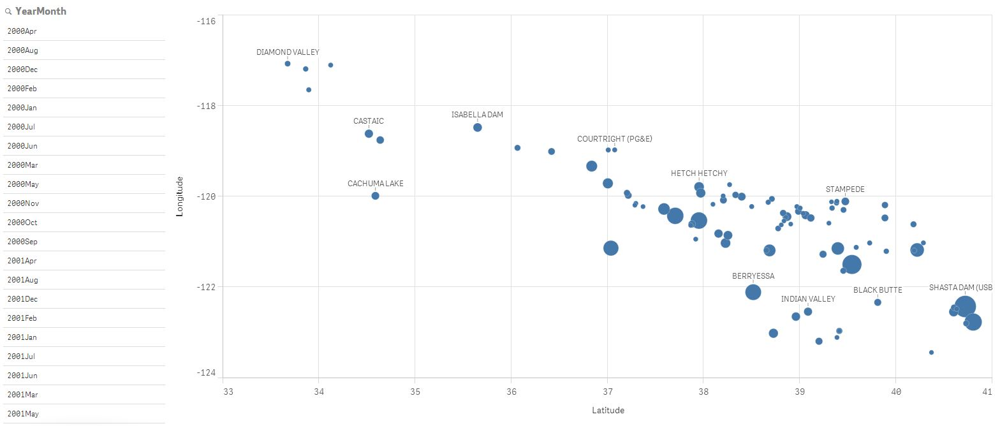 YearMonth
2000Apr
2000Aug
2000Dec
2000Feb
2000Jan
2000Jul
2000Jun
2000Mar
2000May
2000Nov
2000Oct
2000Sep
2001Apr
2001Aug
2001Dec
2001Feb
2001Jan
2001Jul
2001Jun
2001Mar
2001May
Longitude
-116
-118
-120
-122
-124
DIAMOND VALLEY
CASTAIC
ISABELLA DAM
COURTRIGHT (PG&E)
HETCH HETCHY
CACHUMA LAKE
STAMPEDE
BERRYESSA
BLACK BUTTE
SHASTA DAM (USB
INDIAN VALLEY
33 34 35 36 37 38 39 40 41
Latitude